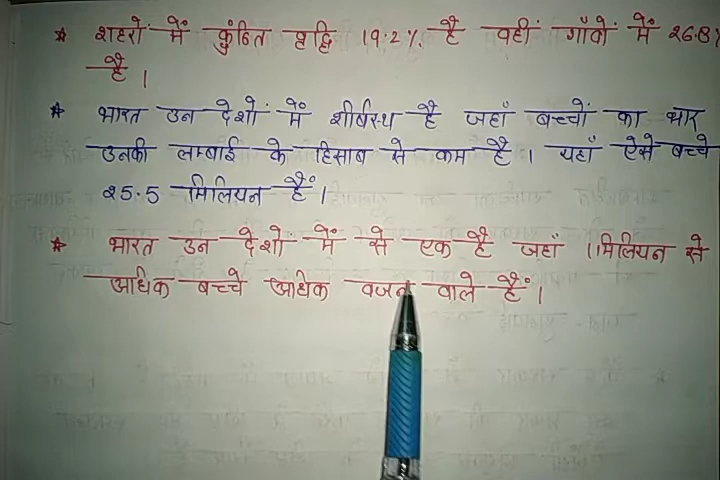 * शहरों में कुंठित वृद्धि 19.2% है वहीं गाँवों में 26.8%
है।
* भारत उन देशों में शीर्षस्थ है जहाँ बच्चों का भार
उनकी लम्बाई के हिसाब से कम है। यहाँ ऐसे बच्चे
25.5 मिलियन हैं।
* भारत उन देशों में से एक है जहाँ 1मिलियन से
अधिक बच्चे अधिक वजन वाले हैं।